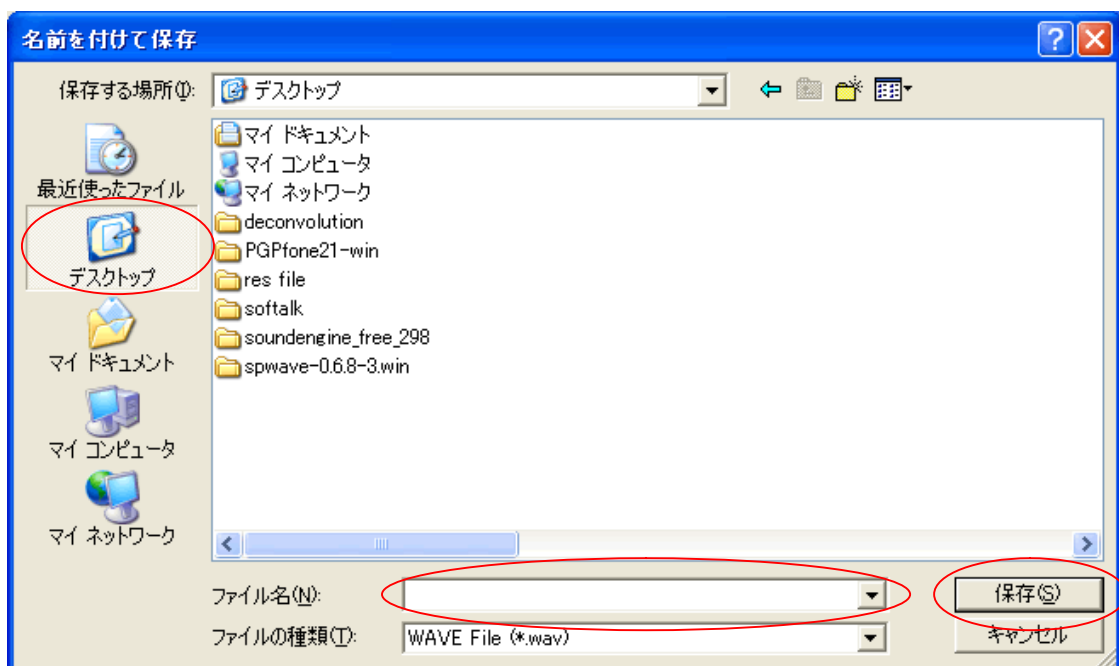 名前を付けて保存
保存する場所(I):
デスクトップ
最近使ったファイル
デスクトップ
マイ ドキュメント
マイ コンピュータ
マイ ネットワーク
マイ ドキュメント
マイ コンピュータ
マイ ネットワーク
deconvolution
PGPfone21-win
res file
softalk
soundengine_free_298
spwave-0.6.8-3.win
ファイル名(N):
保存(S)
ファイルの種類(T):
WAVE File (*.wav)
キャンセル